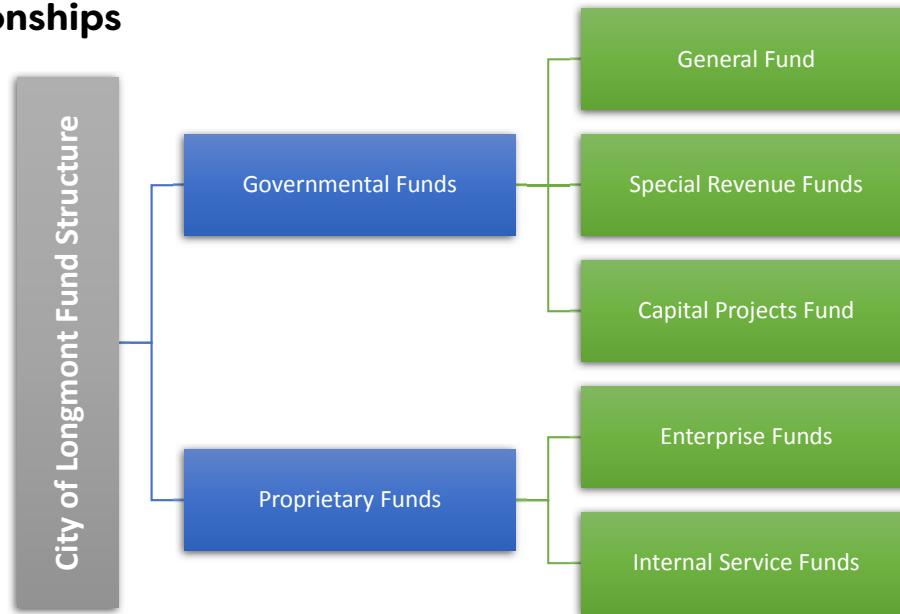 City of Longmont Fund Structure
Governmental Funds
General Fund
Special Revenue Funds
Capital Projects Fund
Proprietary Funds
Enterprise Funds
Internal Service Funds